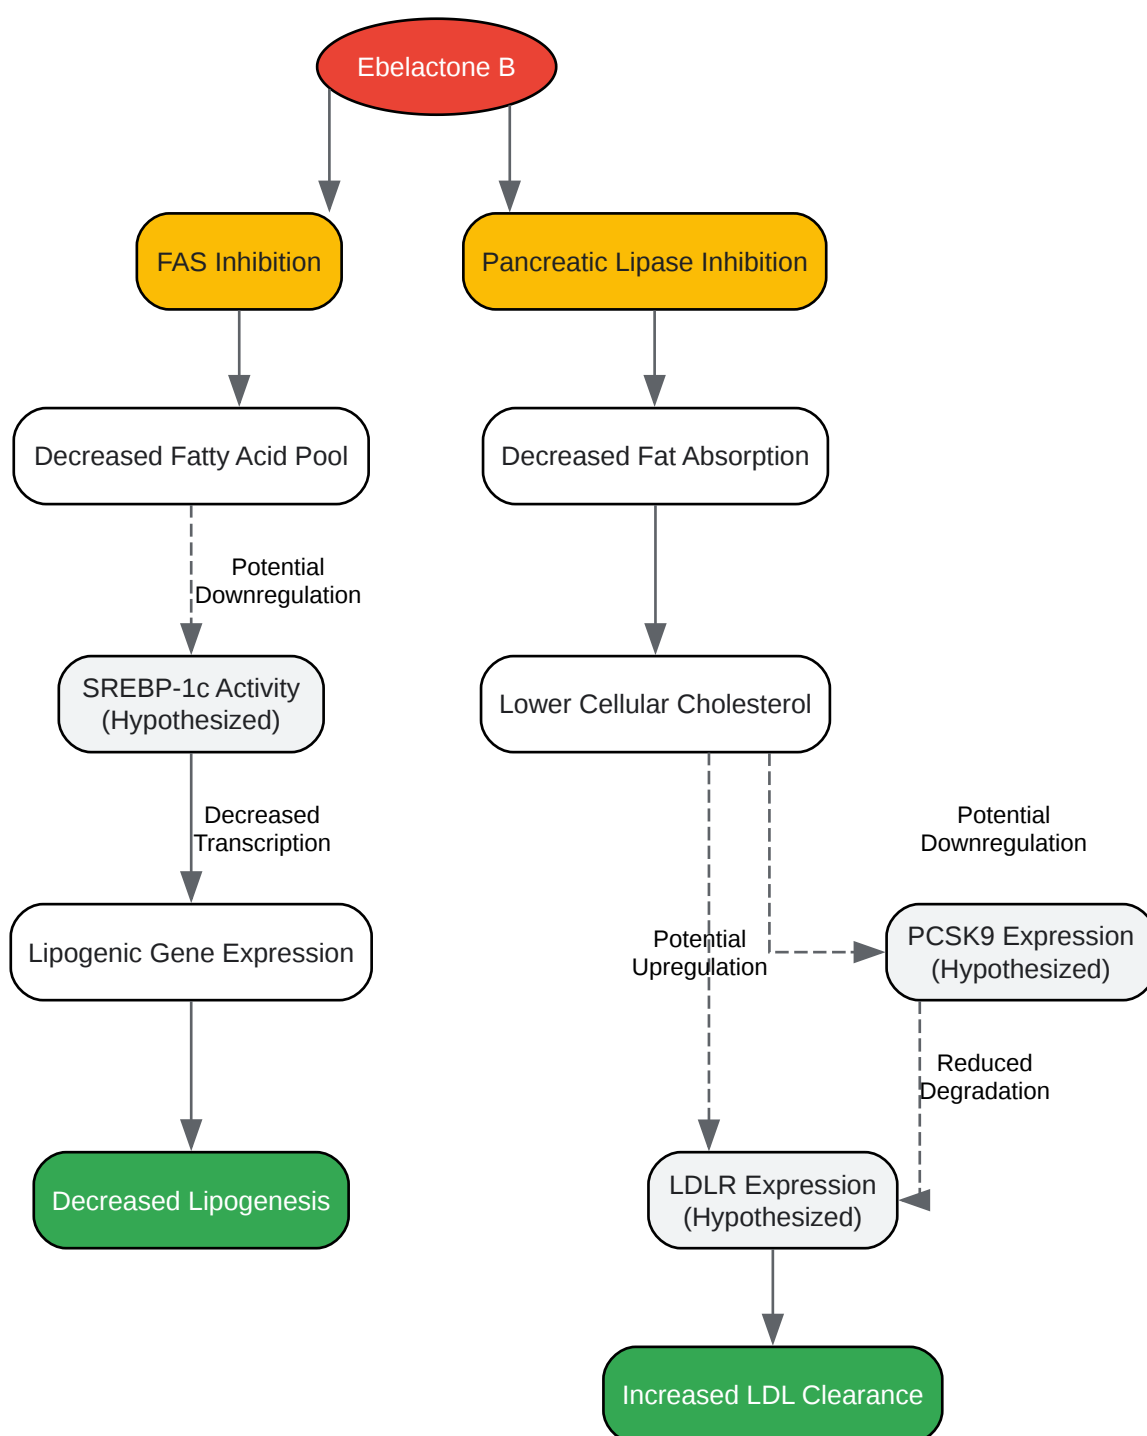 Ebelactone B
FAS Inhibition
Pancreatic Lipase Inhibition
Decreased Fatty Acid Pool
Decreased Fat Absorption
Potential
Downregulation
SREBP-1c Activity
(Hypothesized)
Lower Cellular Cholesterol
Decreased
Transcription
Potential
Downregulation
Lipogenic Gene Expression
Potential
Upregulation
PCSK9 Expression
(Hypothesized)
Reduced
Degradation
Decreased Lipogenesis
LDLR Expression
(Hypothesized)
Increased LDL Clearance